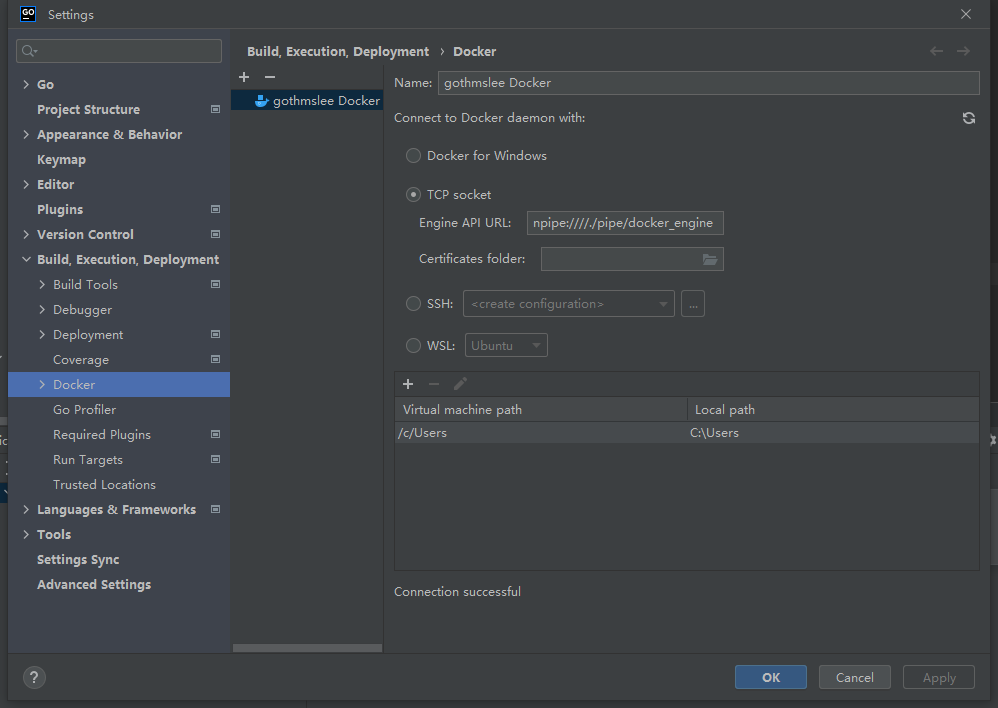 GO Settings
Build, Execution, Deployment › Docker
Go
Project Structure
Appearance & Behavior
Keymap
Editor
Plugins
Version Control
Build, Execution, Deployment
Build Tools
Debugger
Deployment
Coverage
Docker
Go Profiler
Required Plugins
Run Targets
Trusted Locations
Languages & Frameworks
Tools
Settings Sync
Advanced Settings
gothmslee Docker
Name: gothmslee Docker
Connect to Docker daemon with:
Docker for Windows
TCP socket
Engine API URL: npipe:////./pipe/docker_engine
Certificates folder:
SSH: <create configuration> ...
WSL: Ubuntu
Virtual machine path Local path
/c/Users C:\Users
Connection successful
? OK Cancel Apply